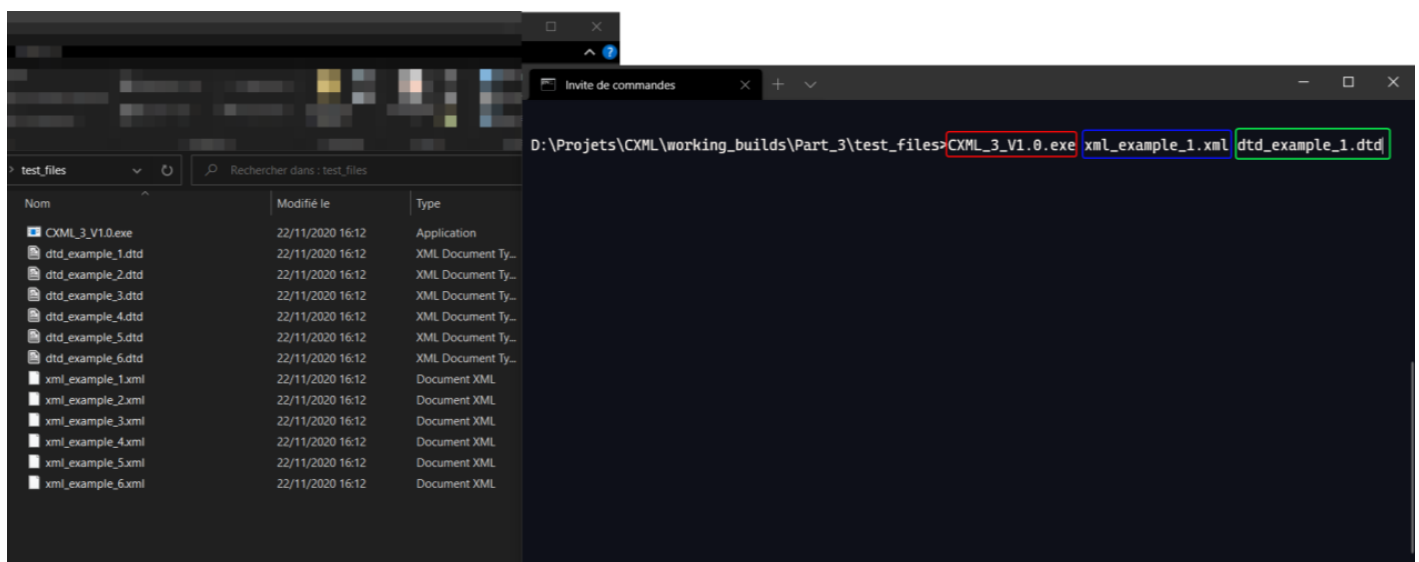 test_files
Rechercher dans : test_files
Nom Modifié le Type
CXML_3_V1.0.exe 22/11/2020 16:12 Application
dtd_example_1.dtd 22/11/2020 16:12 XML Document Ty...
dtd_example_2.dtd 22/11/2020 16:12 XML Document Ty...
dtd_example_3.dtd 22/11/2020 16:12 XML Document Ty...
dtd_example_4.dtd 22/11/2020 16:12 XML Document Ty...
dtd_example_5.dtd 22/11/2020 16:12 XML Document Ty...
dtd_example_6.dtd 22/11/2020 16:12 XML Document Ty...
xml_example_1.xml 22/11/2020 16:12 Document XML
xml_example_2.xml 22/11/2020 16:12 Document XML
xml_example_3.xml 22/11/2020 16:12 Document XML
xml_example_4.xml 22/11/2020 16:12 Document XML
xml_example_5.xml 22/11/2020 16:12 Document XML
xml_example_6.xml 22/11/2020 16:12 Document XML
Invite de commandes
D:\Projets\CXML\working_builds\Part_3\test_files>CXML_3_V1.0.exe xml_example_1.xml dtd_example_1.dtd